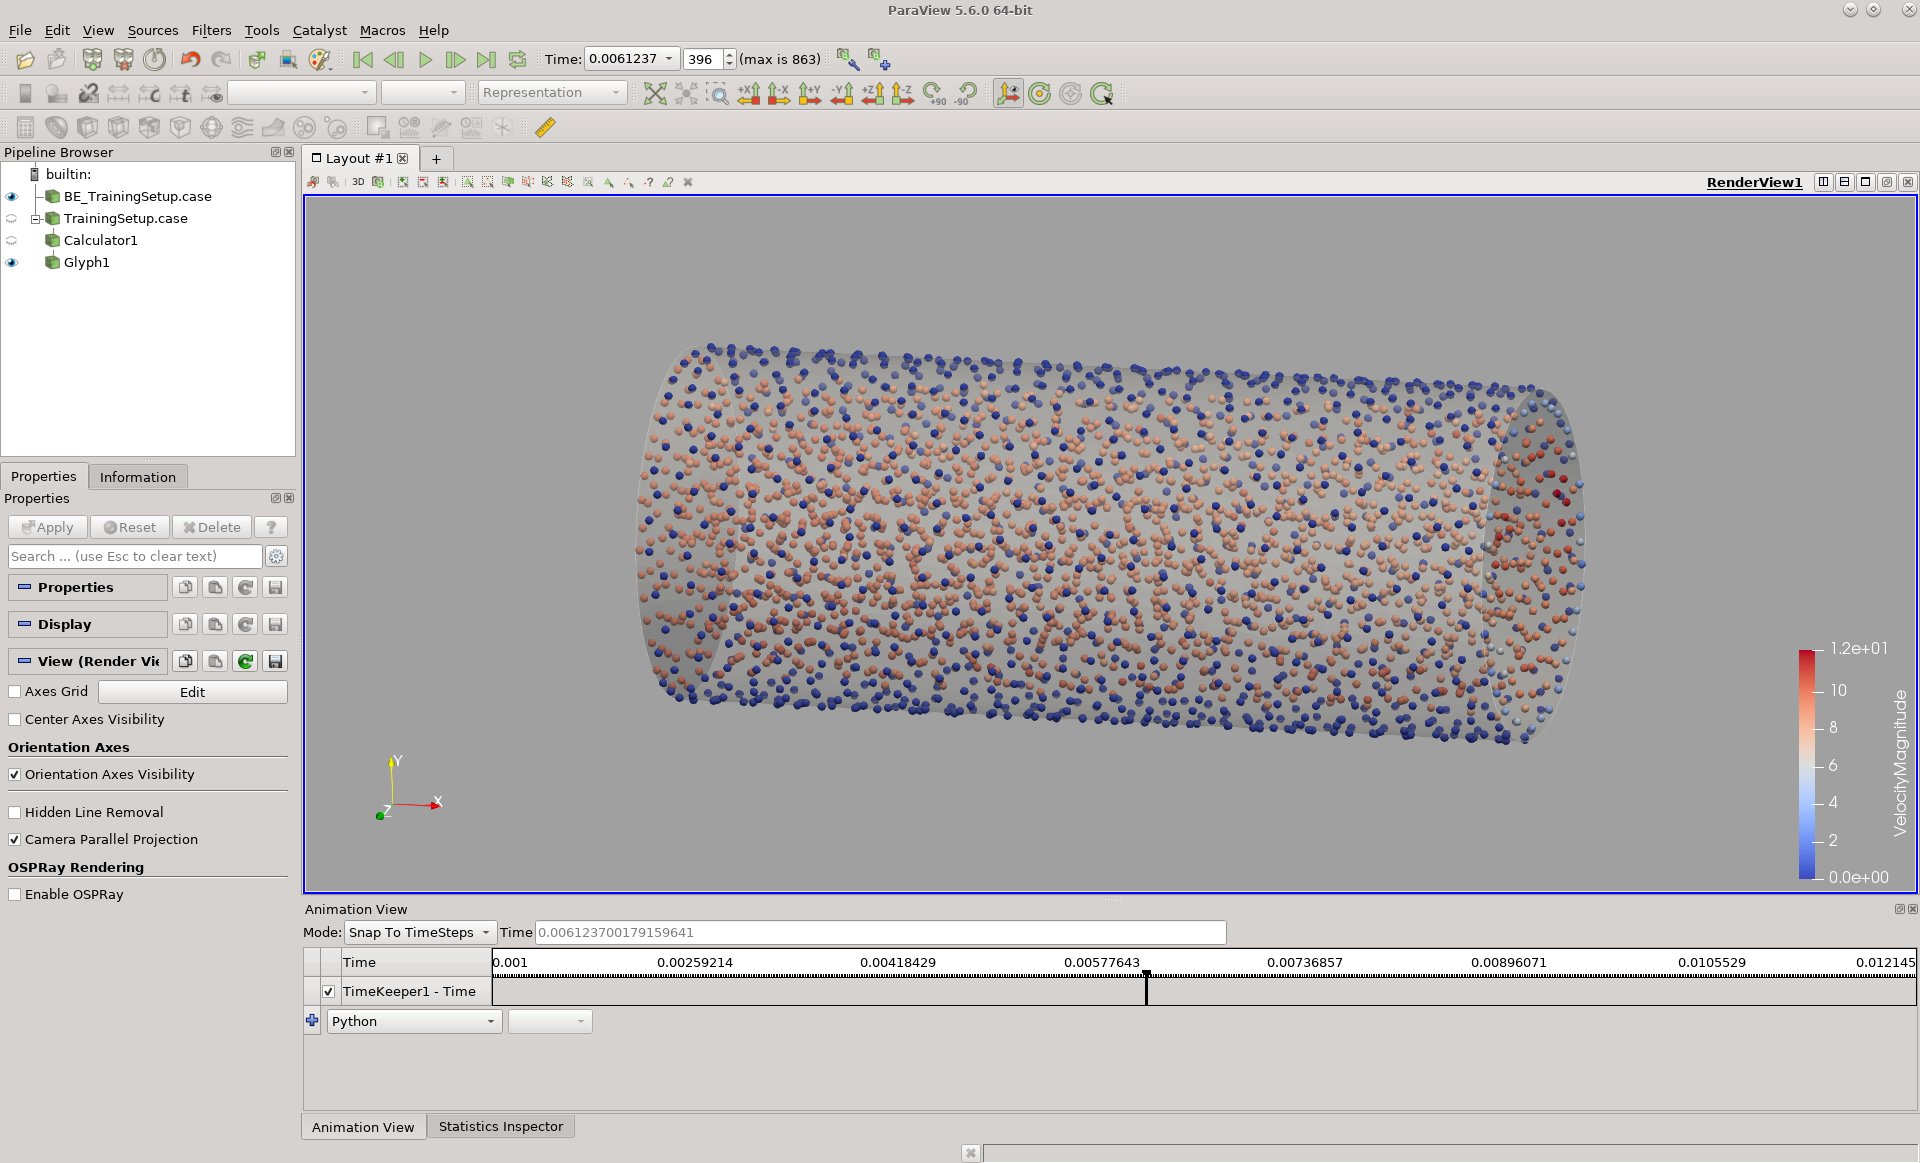 ParaView 5.6.0 64-bit
File Edit View Sources Filters Tools Catalyst Macros Help
Time: 0.0061237 396 (max is 863)
Representation
+X -X +Y -Y +Z -Z +90 -90
Pipeline Browser
builtin:
BE_TrainingSetup.case
TrainingSetup.case
Calculator1
Glyph1
Properties Information
Properties
Apply Reset Delete ?
Search ... (use Esc to clear text)
Properties
Display
View (Render Vie
Axes Grid Edit
Center Axes Visibility
Orientation Axes
Orientation Axes Visibility
Hidden Line Removal
Camera Parallel Projection
OSPRay Rendering
Enable OSPRay
Layout #1 +
3D
RenderView1
Y
X
Z
1.2e+01
10
8
6
4
2
0.0e+00
VelocityMagnitude
Animation View
Mode: Snap To TimeSteps Time 0.006123700179159641
Time 0.001 0.00259214 0.00418429 0.00577643 0.00736857 0.00896071 0.0105529 0.012145
TimeKeeper1 - Time
Python
Animation View Statistics Inspector